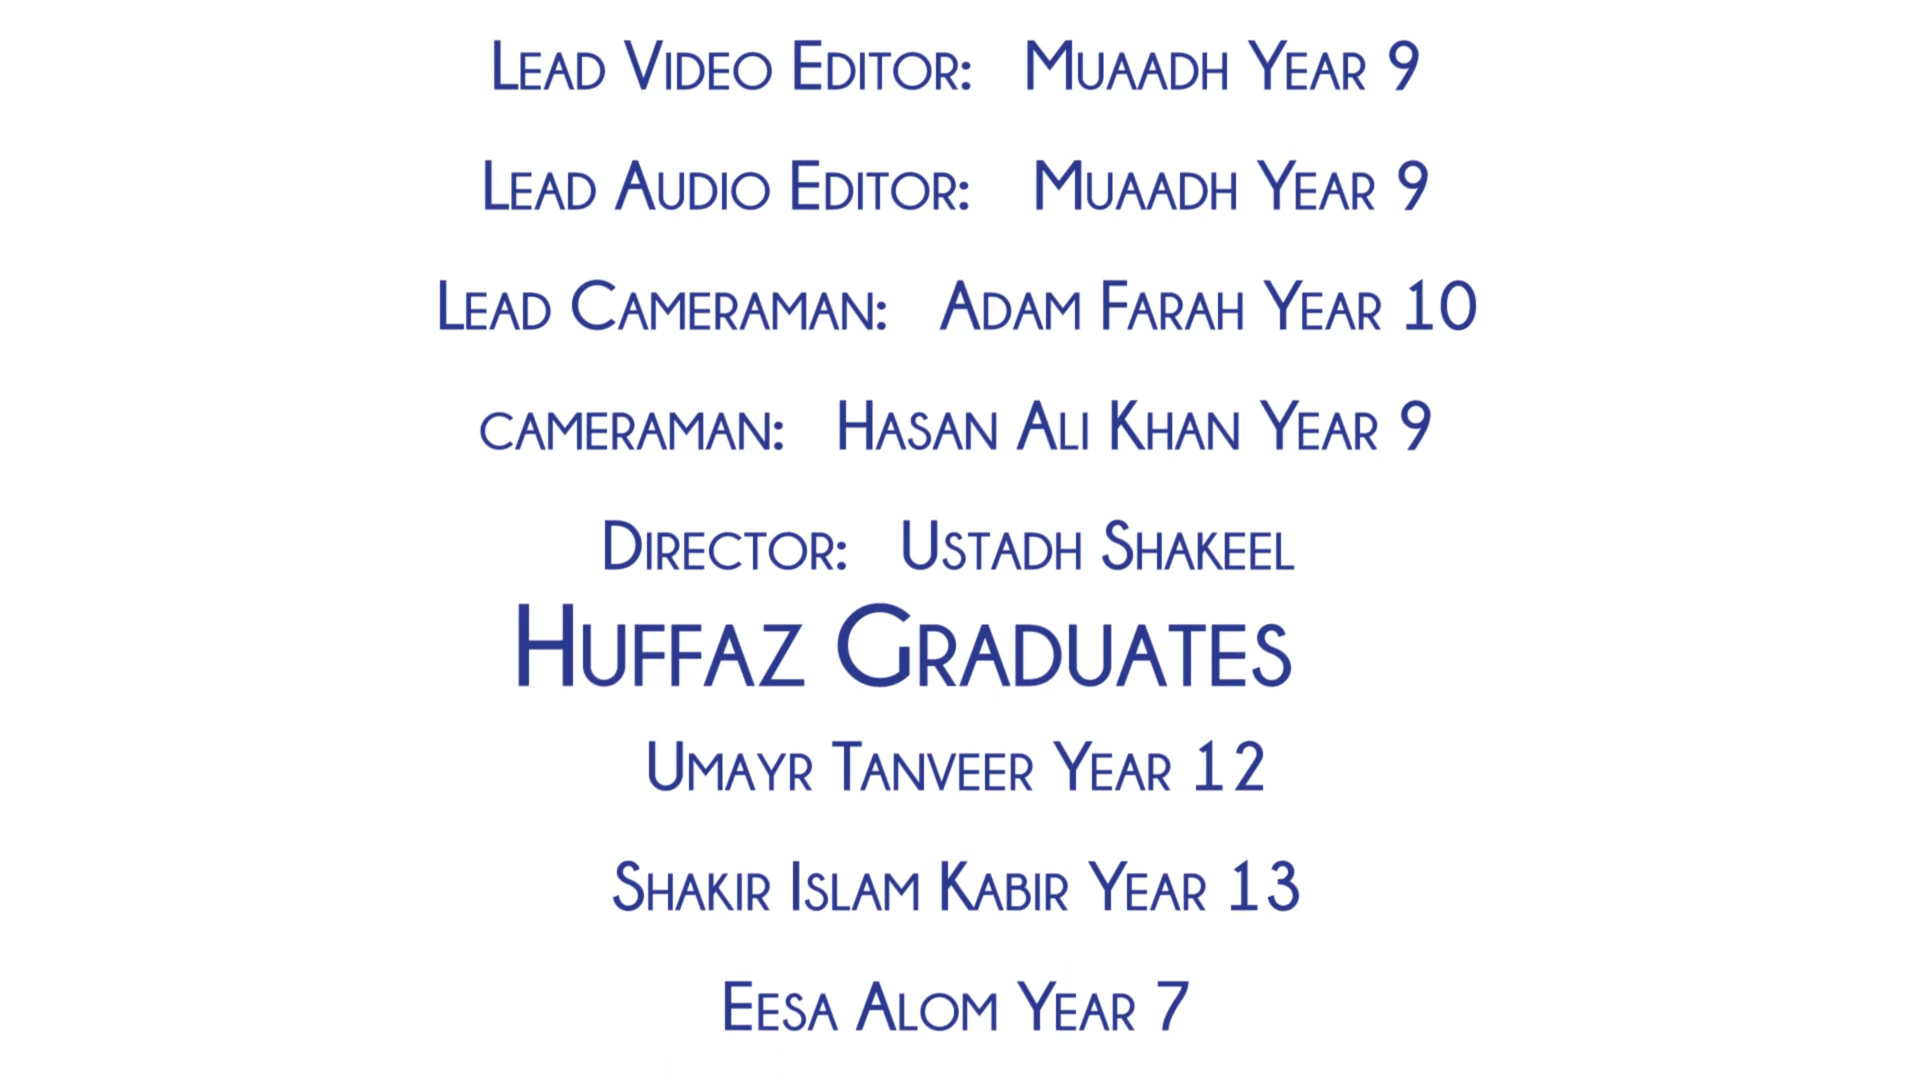 Lead Video Editor: Muaadh Year 9
Lead Audio Editor: Muaadh Year 9
Lead Cameraman: Adam Farah Year 10
cameraman: Hasan Ali Khan Year 9
Director: Ustadh Shakeel
Huffaz Graduates
Umayr Tanveer Year 12
Shakir Islam Kabir Year 13
Eesa Alom Year 7